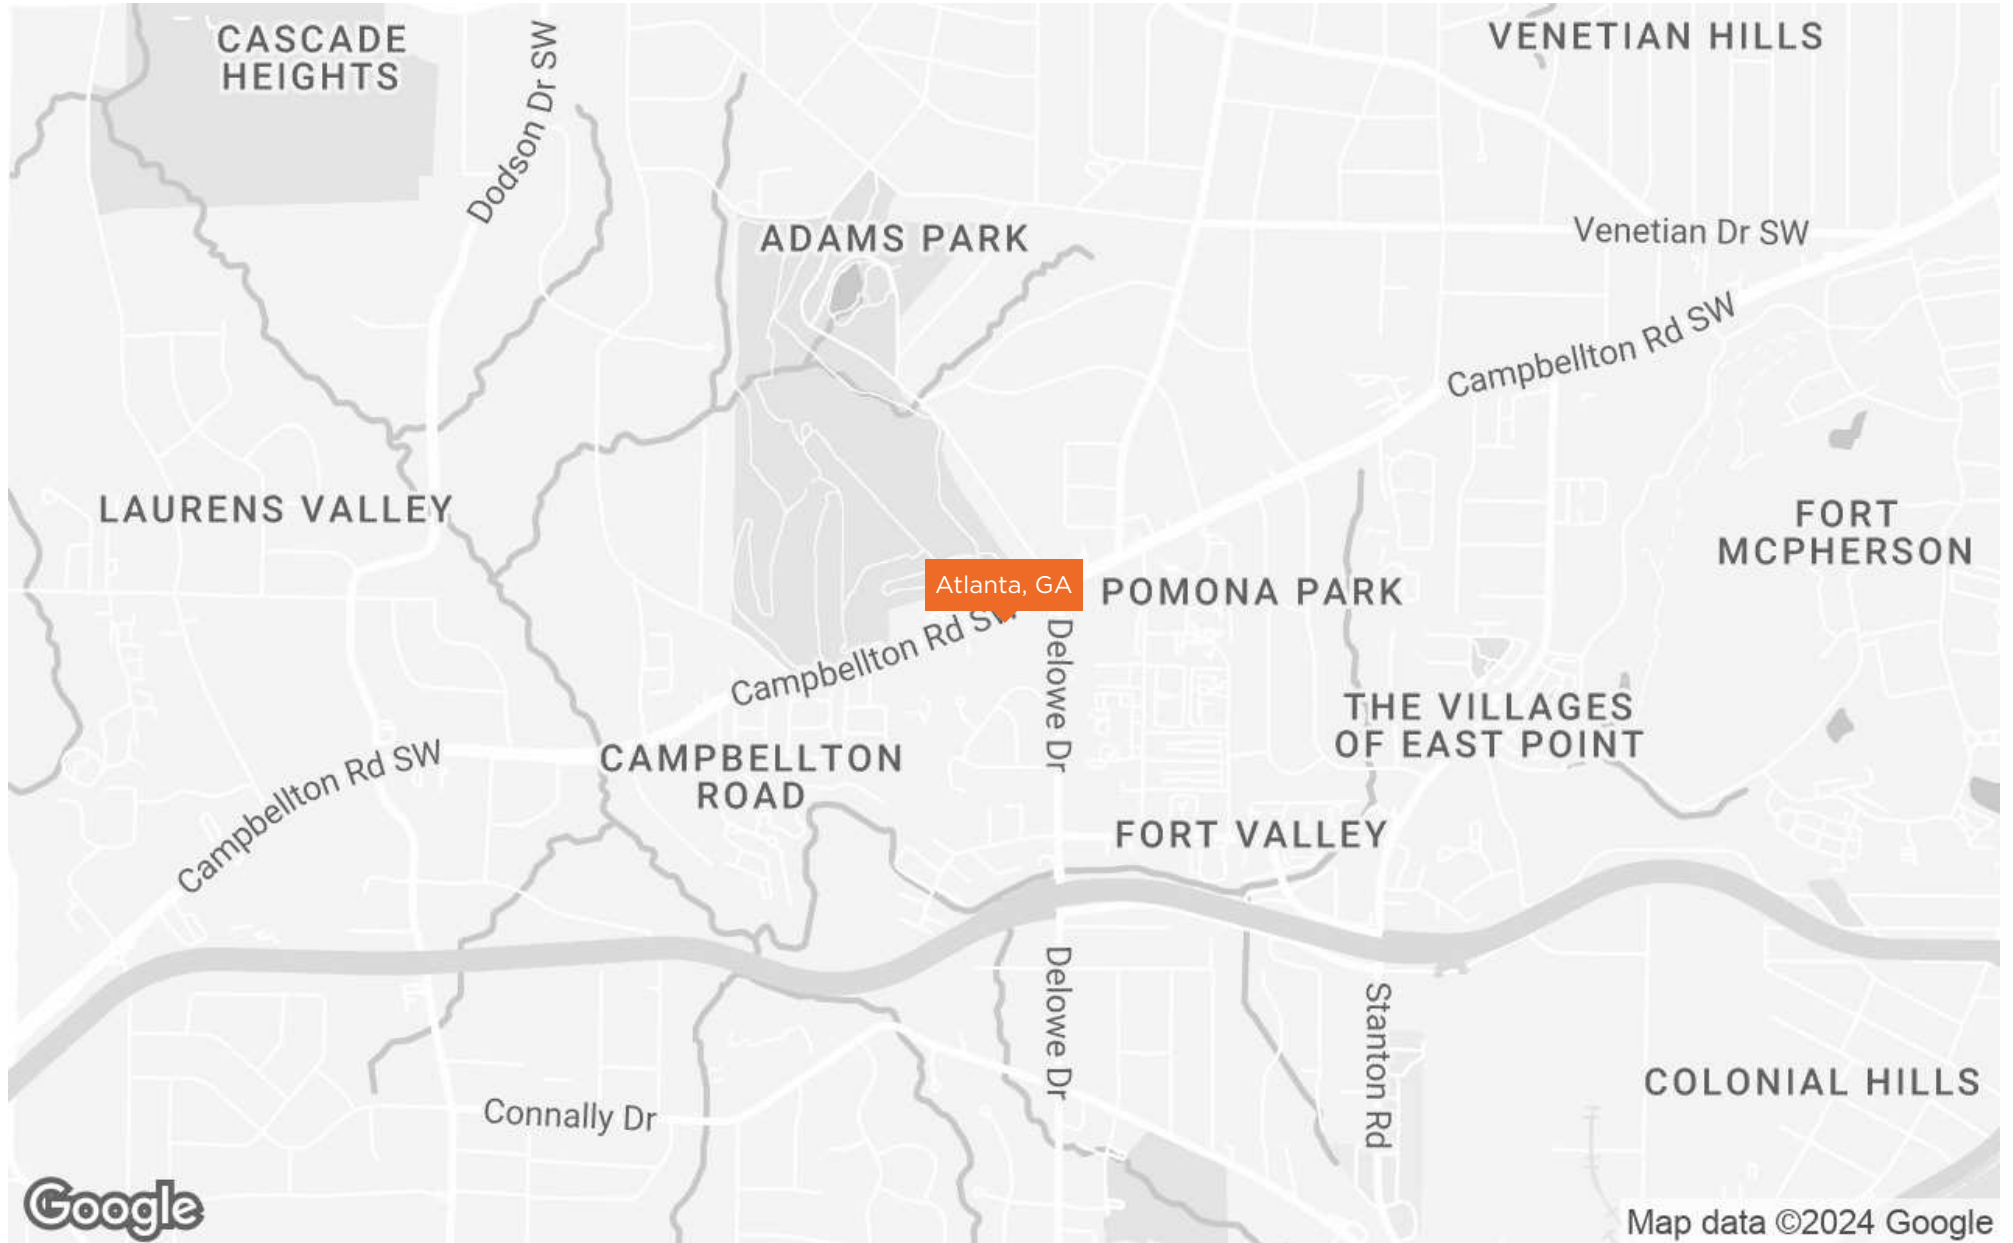 CASCADE
HEIGHTS
Dodson Dr SW
VENETIAN HILLS
ADAMS PARK
Venetian Dr SW
Campbellton Rd SW
LAURENS VALLEY
FORT
MCPHERSON
Atlanta, GA
POMONA PARK
Campbellton Rd SW
Delowe Dr
THE VILLAGES
OF EAST POINT
CAMPBELLTON
ROAD
Campbellton Rd SW
FORT VALLEY
Delowe Dr
Stanton Rd
COLONIAL HILLS
Connally Dr
Google
Map data ©2024 Google